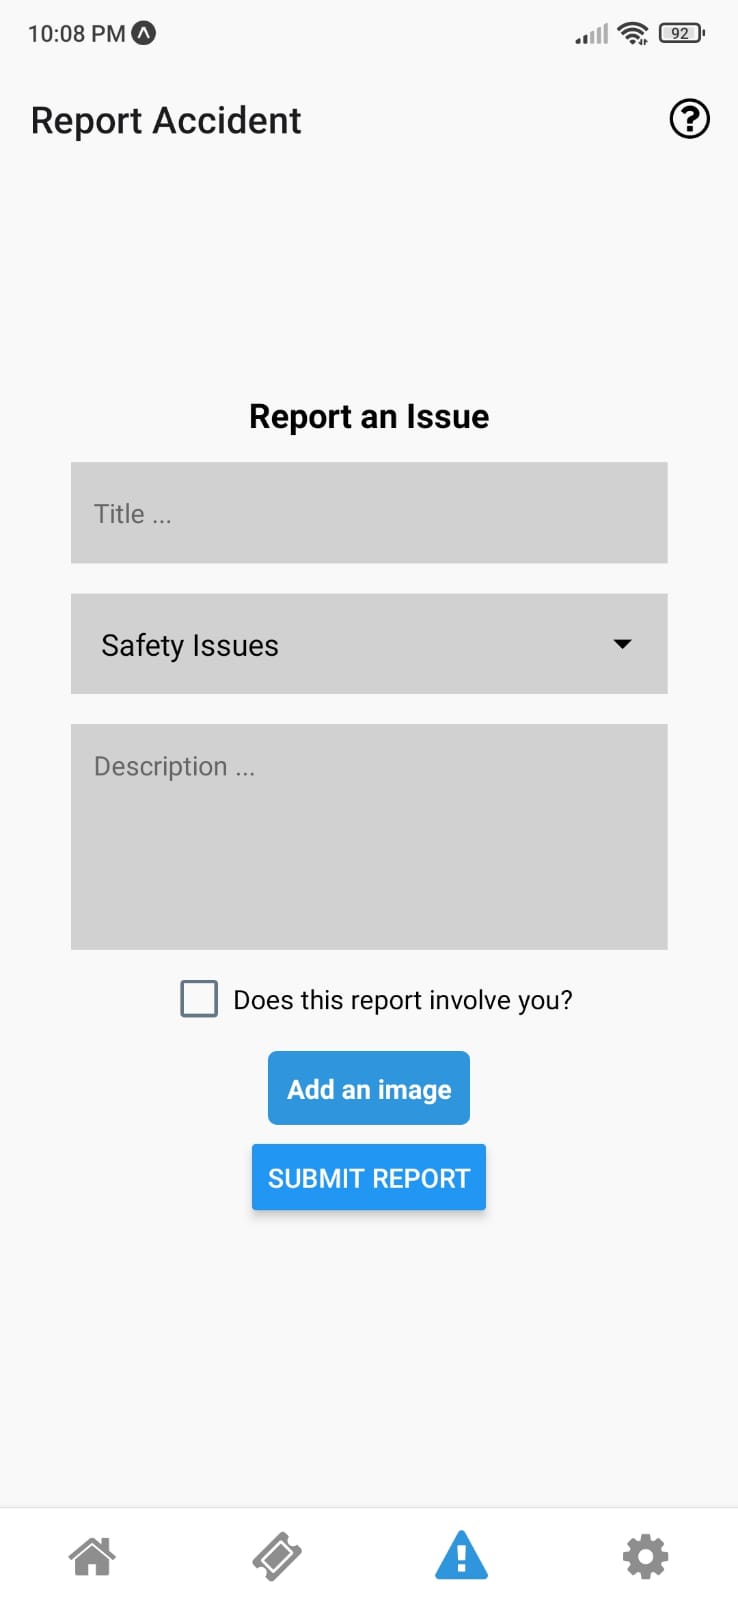 10:08 PM
92
Report Accident
Report an Issue
Title ...
Safety Issues
Description ...
Does this report involve you?
Add an image
SUBMIT REPORT